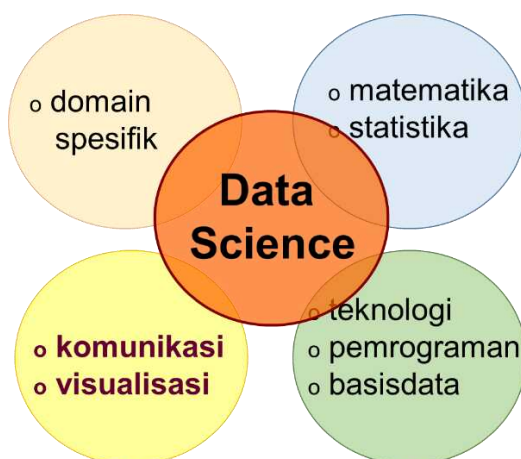 o domain
spesifik
o matematika
o statistika
Data
Science
o komunikasi
o visualisasi
o teknologi
o pemrograman
o basisdata